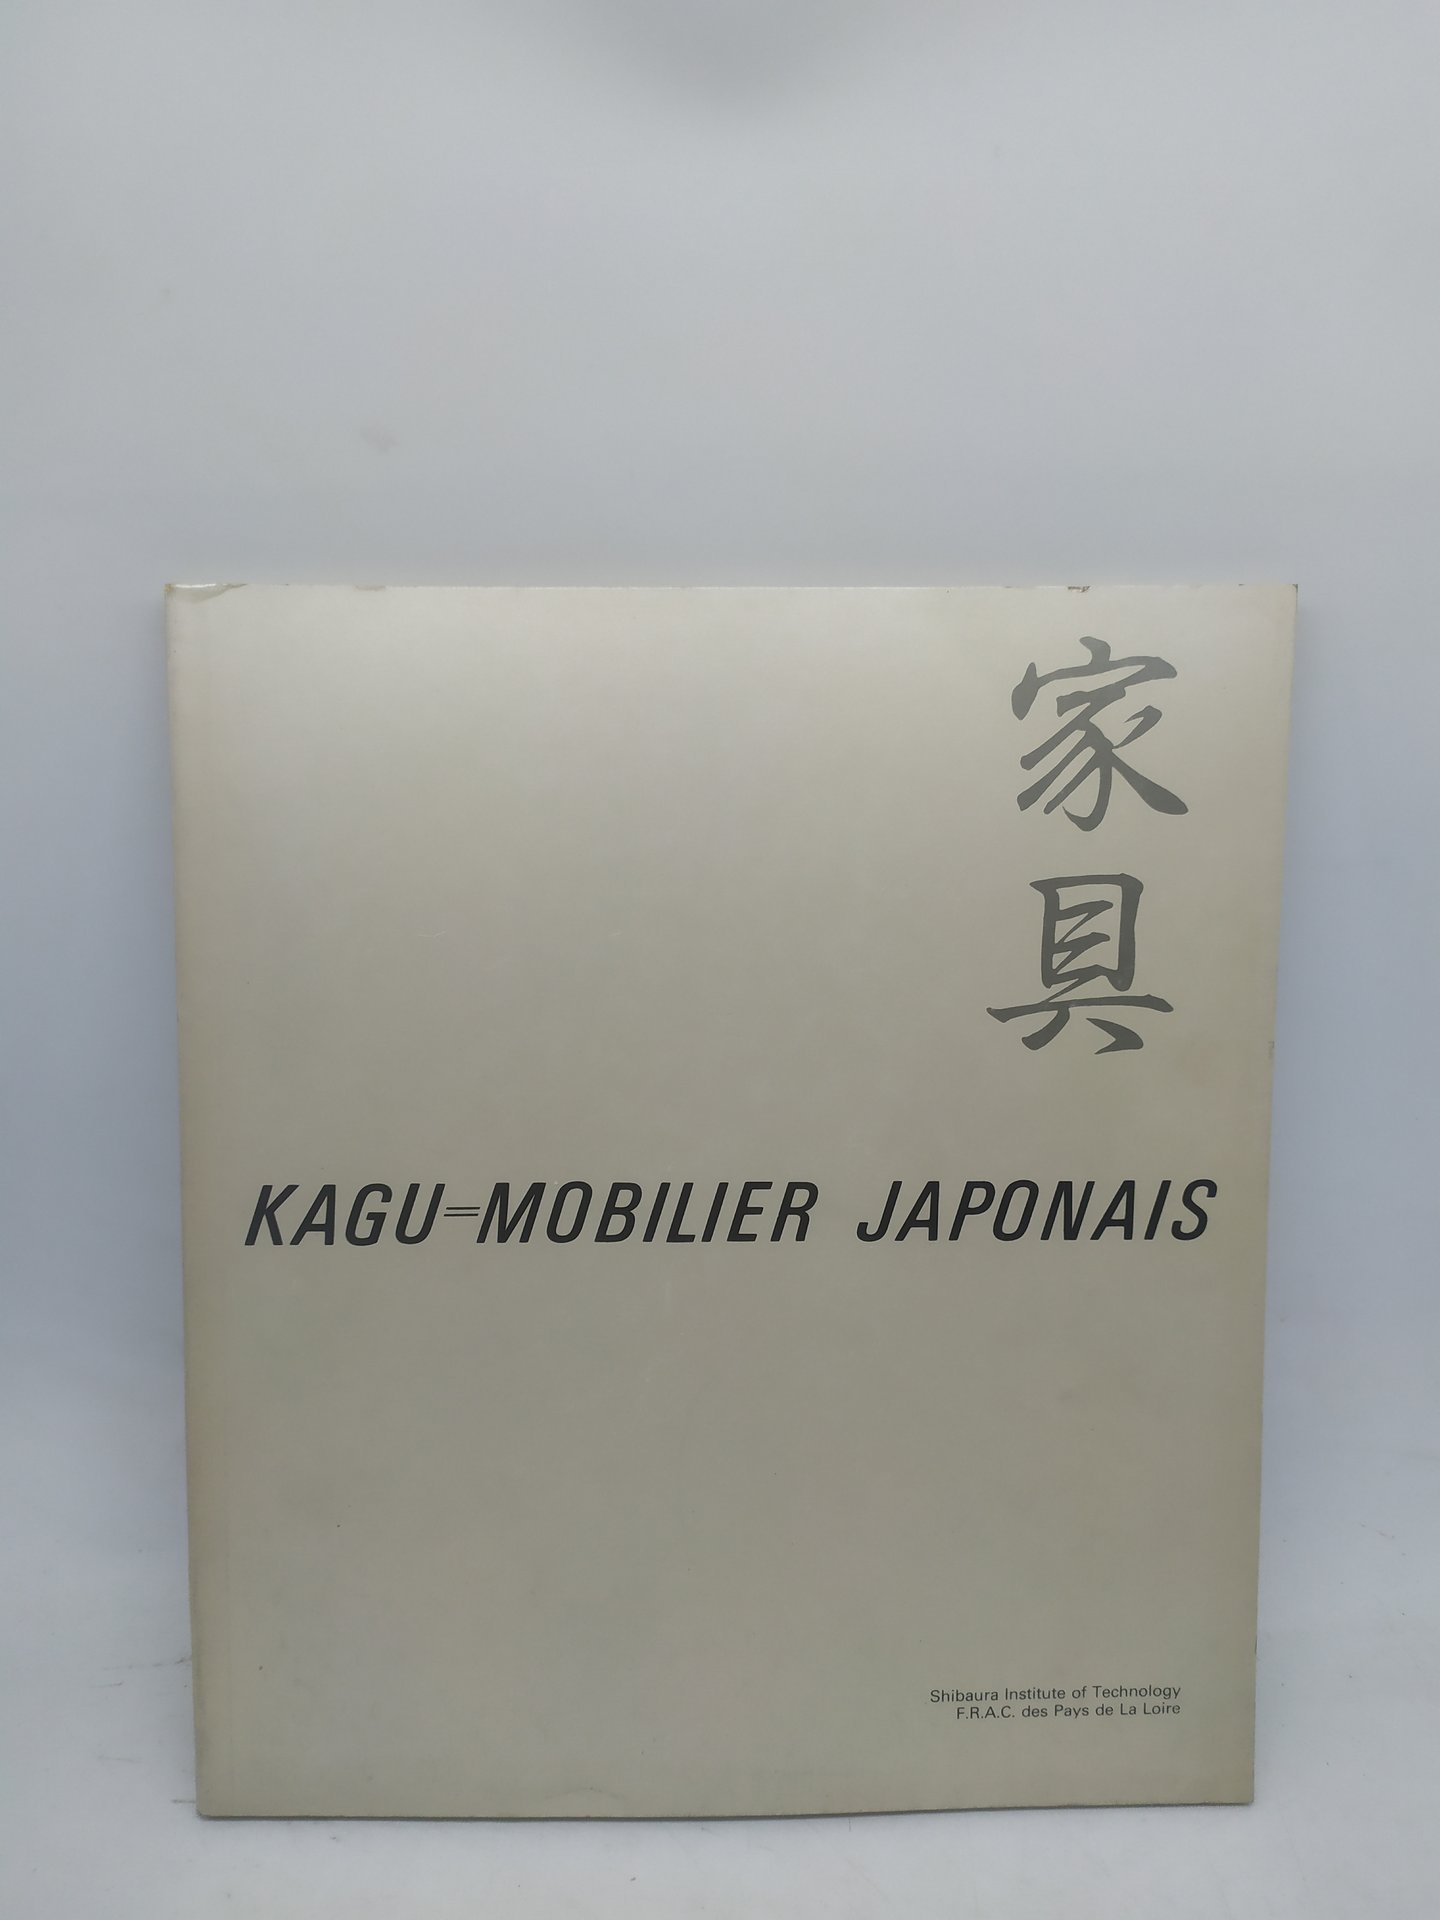 家具
KAGU=MOBILIER JAPONAIS
Shibaura Institute of Technology
F.R.A.C. des Pays de La Loire